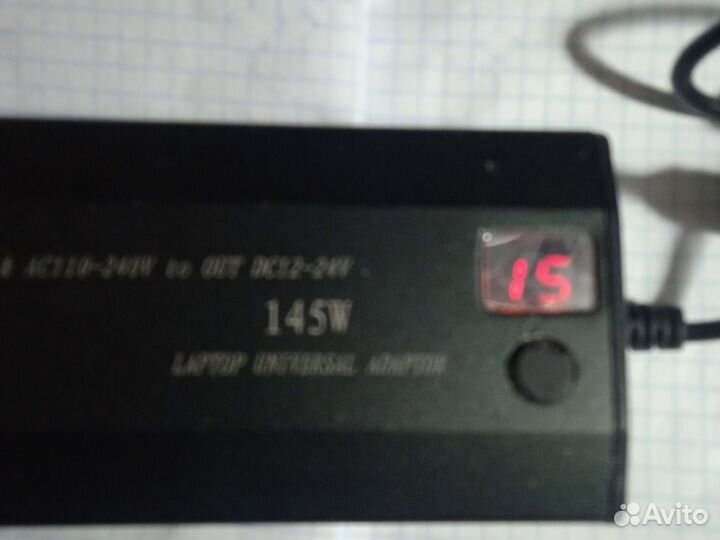 AC110-240V to OUT DC12-24V
15
145W
LAPTOP UNIVERSAL ADAPTOR
Avito